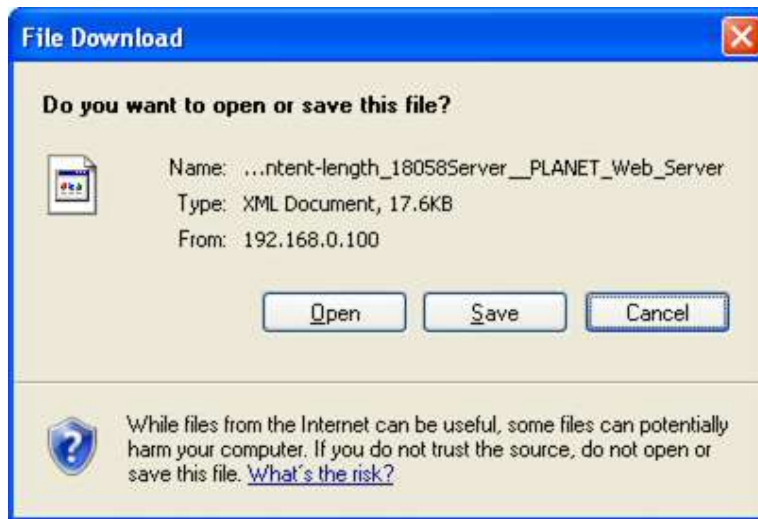 File Download
Do you want to open or save this file?
Name: ...ntent-length_18058Server__PLANET_Web_Server
Type: XML Document, 17.6KB
From: 192.168.0.100
Open Save Cancel
While files from the Internet can be useful, some files can potentially
harm your computer. If you do not trust the source, do not open or
save this file. What's the risk?